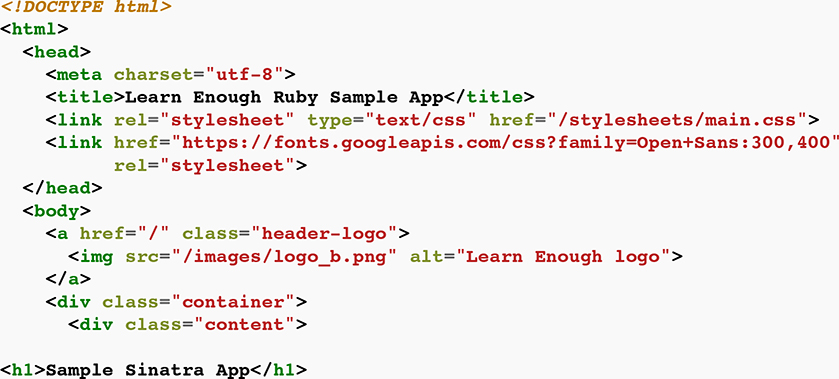 <!DOCTYPE html>
<html>
  <head>
    <meta charset="utf-8">
    <title>Learn Enough Ruby Sample App</title>
    <link rel="stylesheet" type="text/css" href="/stylesheets/main.css">
    <link href="https://fonts.googleapis.com/css?family=Open+Sans:300,400"
          rel="stylesheet">
  </head>
  <body>
    <a href="/" class="header-logo">
      <img src="/images/logo_b.png" alt="Learn Enough logo">
    </a>
    <div class="container">
      <div class="content">

<h1>Sample Sinatra App</h1>